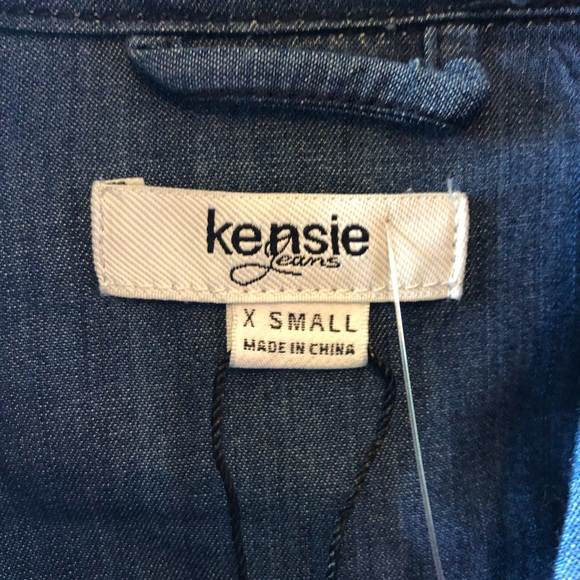 kensie
Jeans
X SMALL
MADE IN CHINA